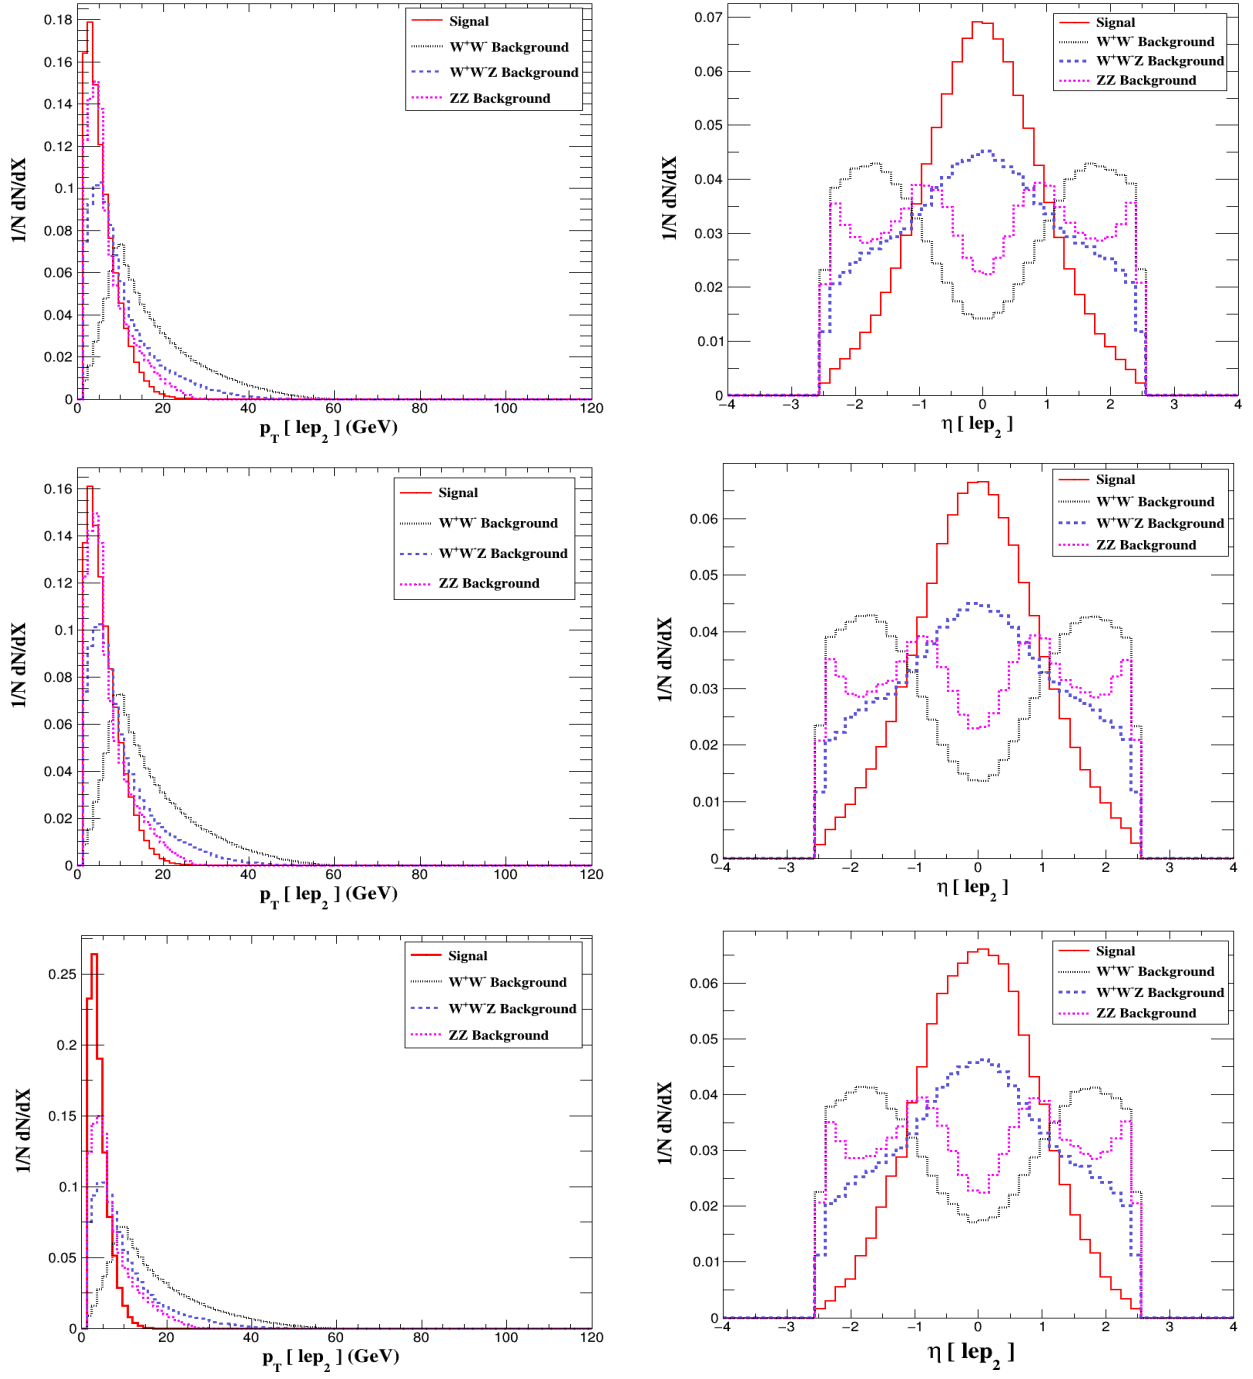 0.18
0.16
0.14
0.12
0.1
0.08
0.06
0.04
0.02
0
1/N dN/dX
Signal
W⁺W⁻ Background
W⁺W⁻Z Background
ZZ Background
0 20 40 60 80 100 120
p_T [ lep_2 ] (GeV)
0.07
0.06
0.05
0.04
0.03
0.02
0.01
0
1/N dN/dX
Signal
W⁺W⁻ Background
W⁺W⁻Z Background
ZZ Background
−4 −3 −2 −1 0 1 2 3 4
η [ lep_2 ]
0.16
0.14
0.12
0.1
0.08
0.06
0.04
0.02
0
1/N dN/dX
Signal
W⁺W⁻ Background
W⁺W⁻Z Background
ZZ Background
0 20 40 60 80 100 120
p_T [ lep_2 ] (GeV)
0.06
0.05
0.04
0.03
0.02
0.01
0
1/N dN/dX
Signal
W⁺W⁻ Background
W⁺W⁻Z Background
ZZ Background
−4 −3 −2 −1 0 1 2 3 4
η [ lep_2 ]
0.25
0.2
0.15
0.1
0.05
0
1/N dN/dX
Signal
W⁺W⁻ Background
W⁺W⁻Z Background
ZZ Background
0 20 40 60 80 100 120
p_T [ lep_2 ] (GeV)
0.06
0.05
0.04
0.03
0.02
0.01
0
1/N dN/dX
Signal
W⁺W⁻ Background
W⁺W⁻Z Background
ZZ Background
−4 −3 −2 −1 0 1 2 3 4
η [ lep_2 ]